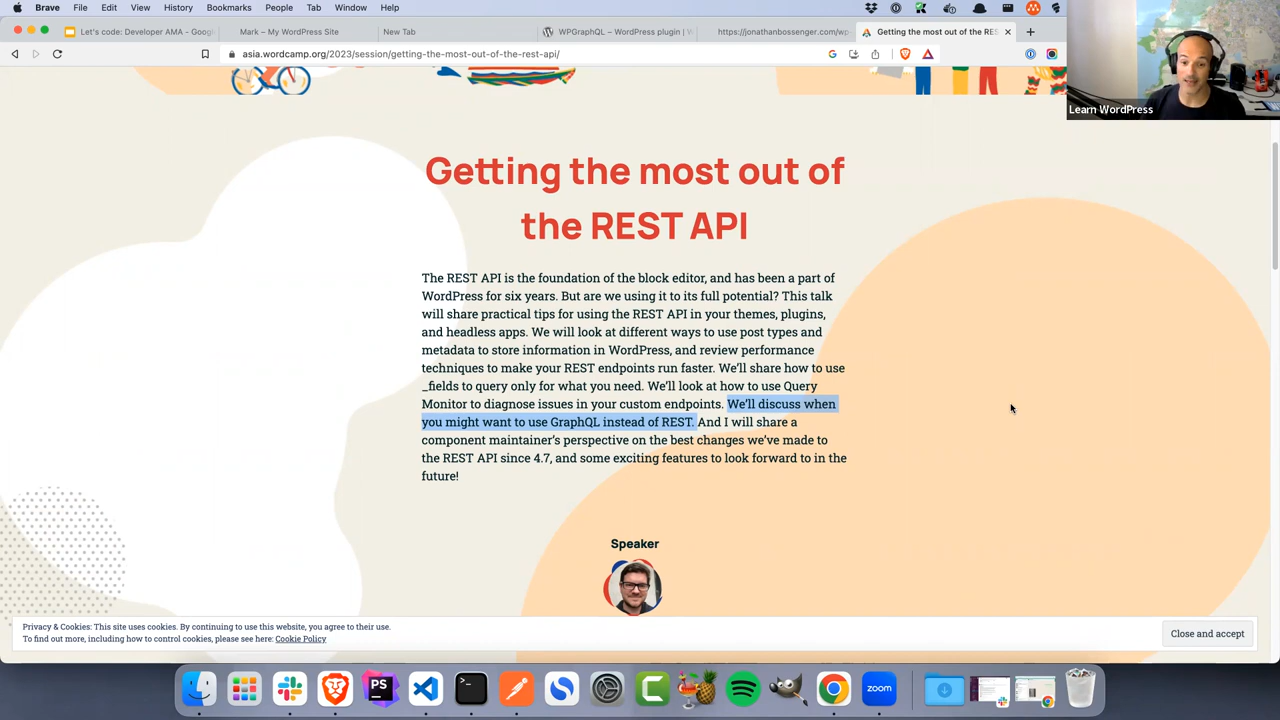 Brave File Edit View History Bookmarks People Tab Window Help
Let's code: Developer AMA – Googl
Mark – My WordPress Site
New Tab
WPGraphQL – WordPress plugin |
https://jonathanbossenger.com/wp-
Getting the most out of the RES
asia.wordcamp.org/2023/session/getting-the-most-out-of-the-rest-api/
Learn WordPress
Getting the most out of
the REST API
The REST API is the foundation of the block editor, and has been a part of
WordPress for six years. But are we using it to its full potential? This talk
will share practical tips for using the REST API in your themes, plugins,
and headless apps. We will look at different ways to use post types and
metadata to store information in WordPress, and review performance
techniques to make your REST endpoints run faster. We'll share how to use
_fields to query only for what you need. We'll look at how to use Query
Monitor to diagnose issues in your custom endpoints. We'll discuss when
you might want to use GraphQL instead of REST. And I will share a
component maintainer's perspective on the best changes we've made to
the REST API since 4.7, and some exciting features to look forward to in the
future!
Speaker
Privacy & Cookies: This site uses cookies. By continuing to use this website, you agree to their use.
To find out more, including how to control cookies, please see here: Cookie Policy
Close and accept
PS
zoom